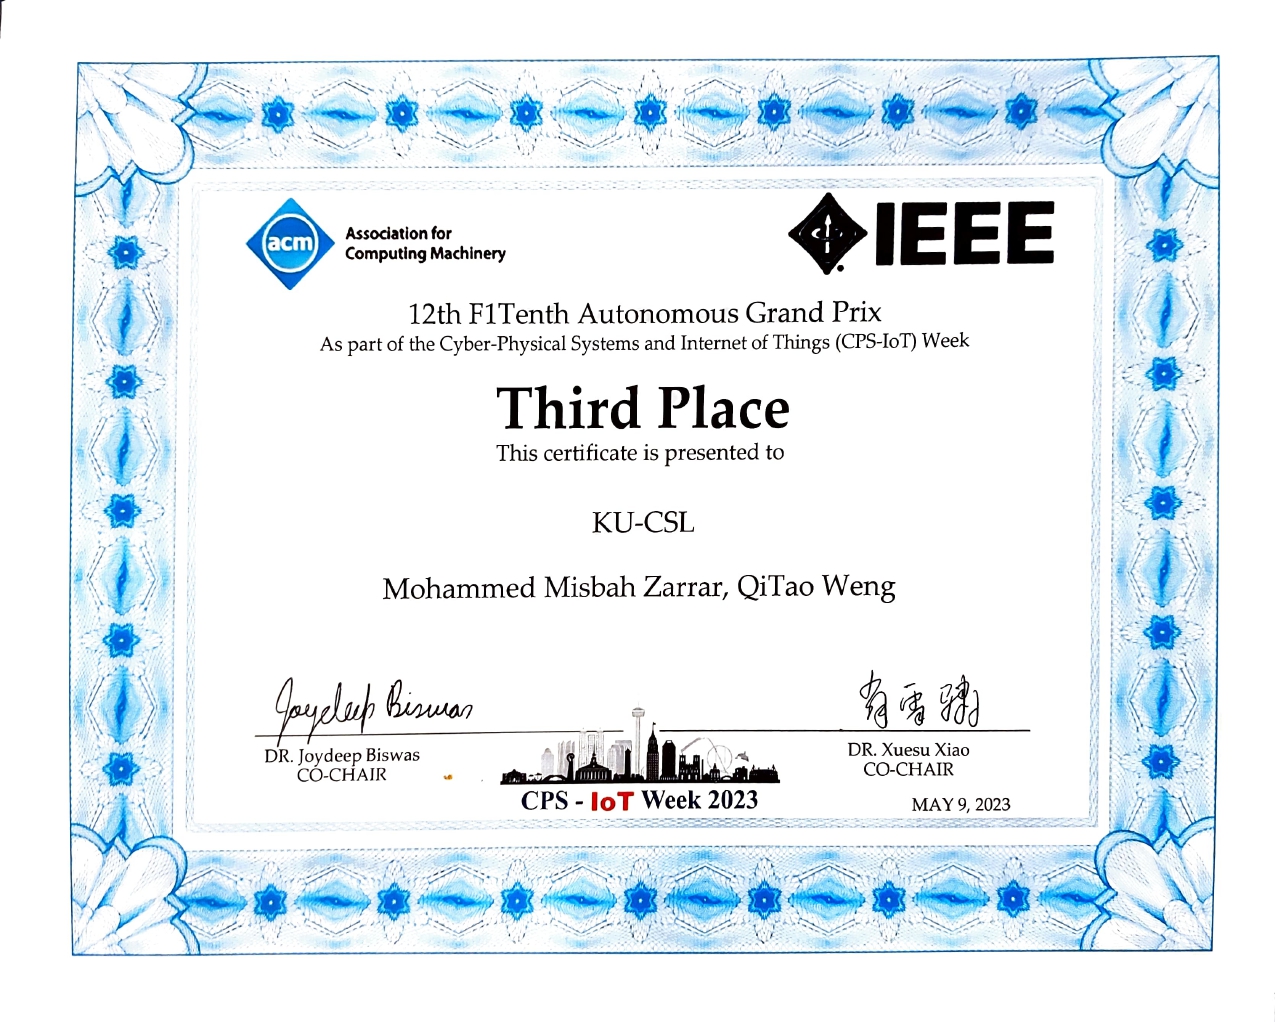 acm
Association for
Computing Machinery
IEEE
12th F1Tenth Autonomous Grand Prix
As part of the Cyber-Physical Systems and Internet of Things (CPS-IoT) Week
Third Place
This certificate is presented to
KU-CSL
Mohammed Misbah Zarrar, QiTao Weng
Joydeep Biswas
肖雪骕
DR. Joydeep Biswas
CO-CHAIR
DR. Xuesu Xiao
CO-CHAIR
CPS - IoT Week 2023
MAY 9, 2023